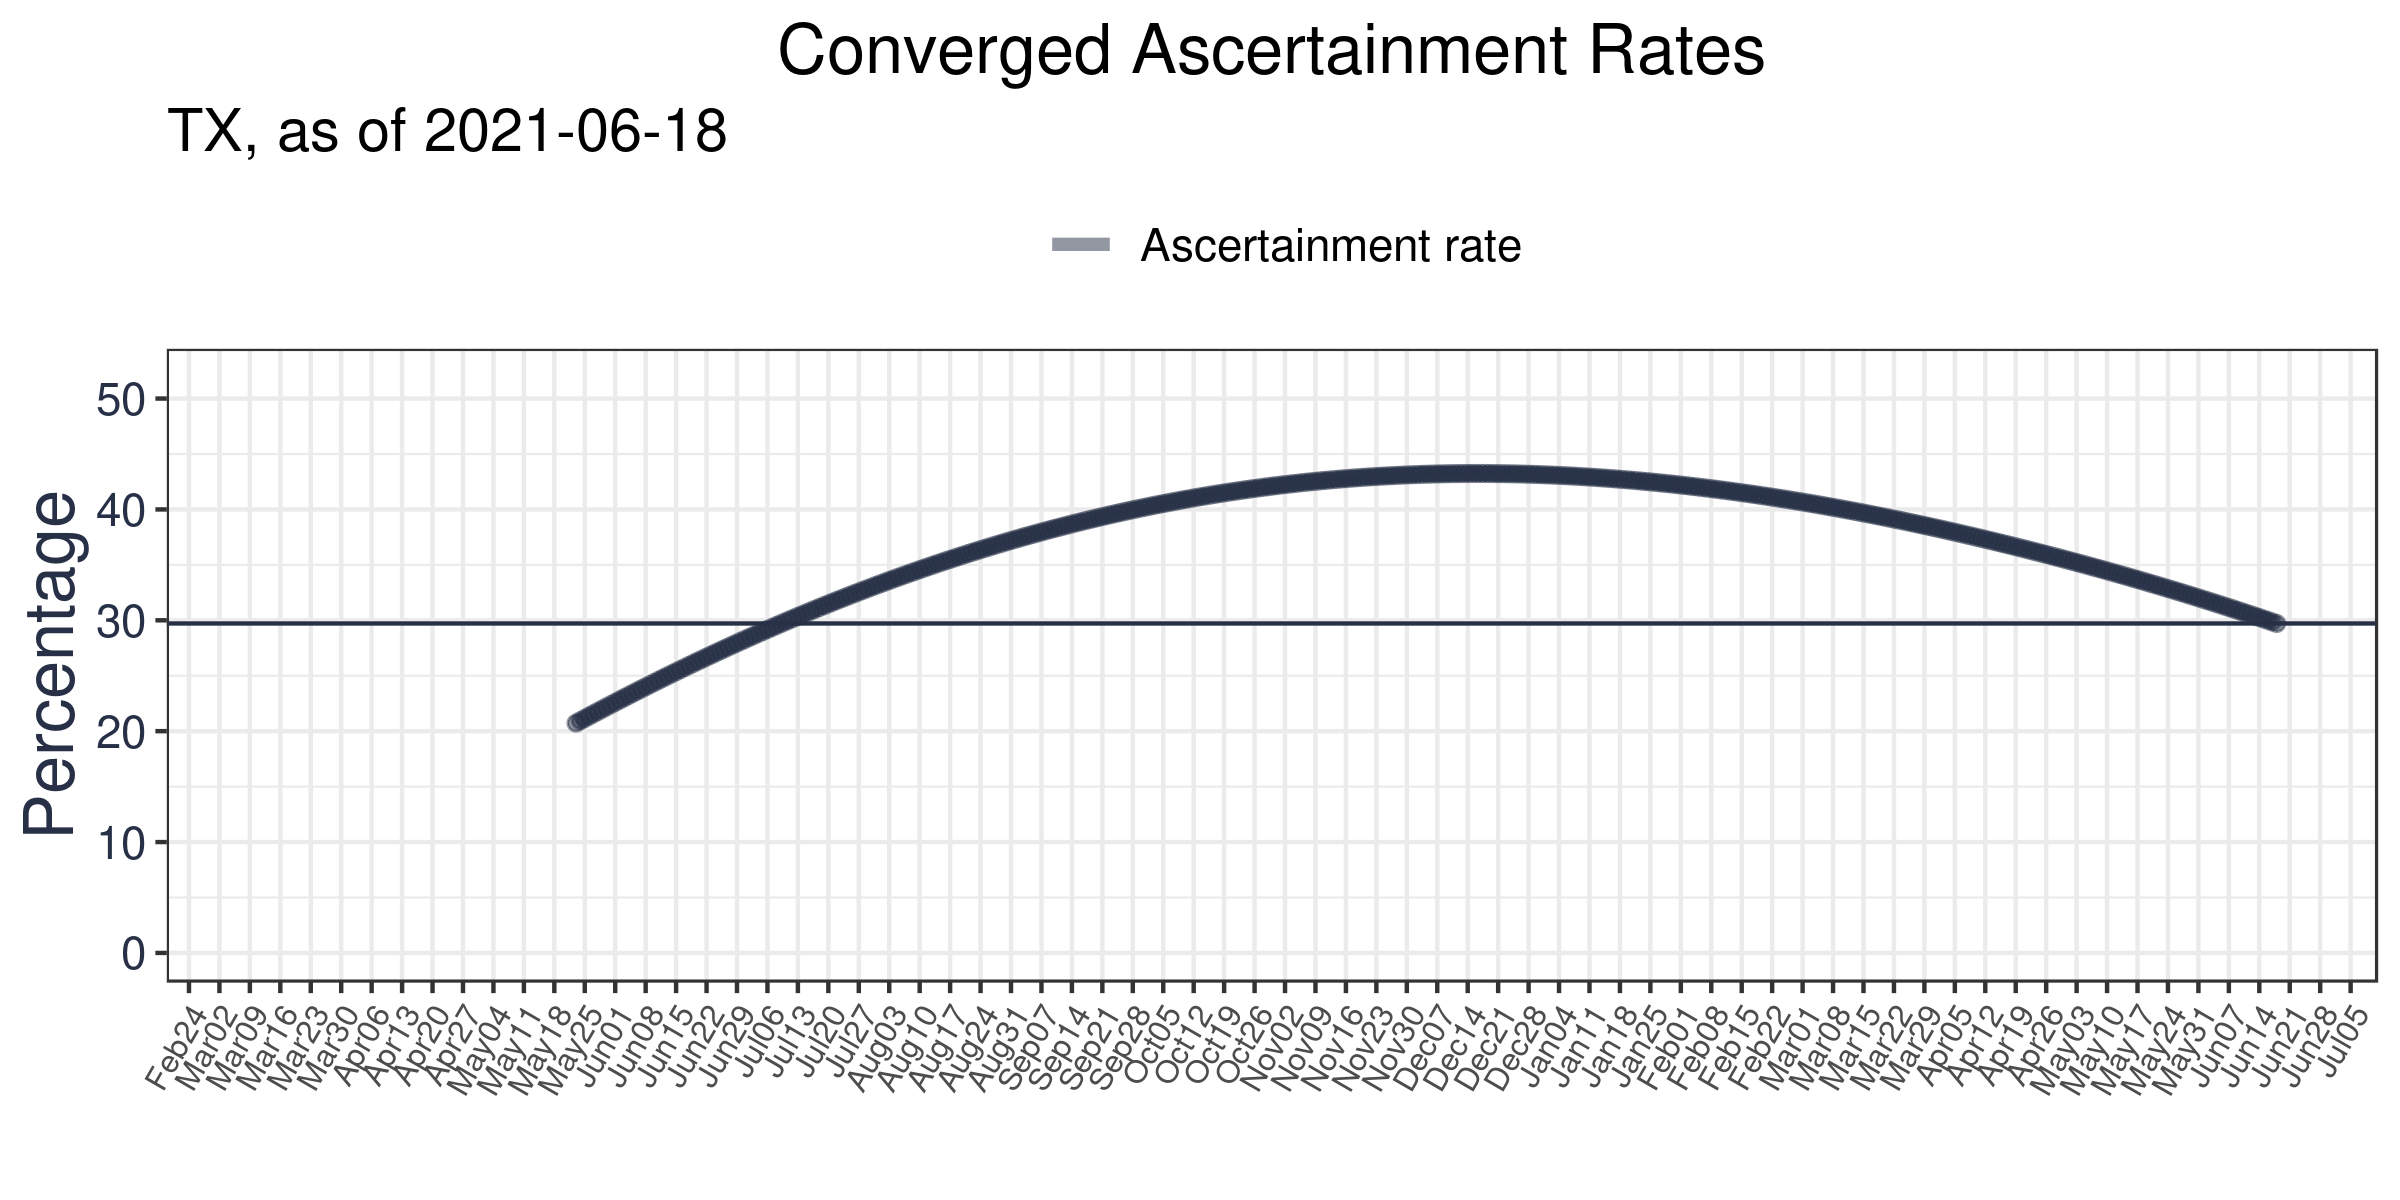 Converged Ascertainment Rates
TX, as of 2021-06-18
Ascertainment rate
Percentage
50
40
30
20
10
0
Feb24
Mar02
Mar09
Mar16
Mar23
Mar30
Apr06
Apr13
Apr20
Apr27
May04
May11
May18
May25
Jun01
Jun08
Jun15
Jun22
Jun29
Jul06
Jul13
Jul20
Jul27
Aug03
Aug10
Aug17
Aug24
Aug31
Sep07
Sep14
Sep21
Sep28
Oct05
Oct12
Oct19
Oct26
Nov02
Nov09
Nov16
Nov23
Nov30
Dec07
Dec14
Dec21
Dec28
Jan04
Jan11
Jan18
Jan25
Feb01
Feb08
Feb15
Feb22
Mar01
Mar08
Mar15
Mar22
Mar29
Apr05
Apr12
Apr19
Apr26
May03
May10
May17
May24
May31
Jun07
Jun14
Jun21
Jun28
Jul05